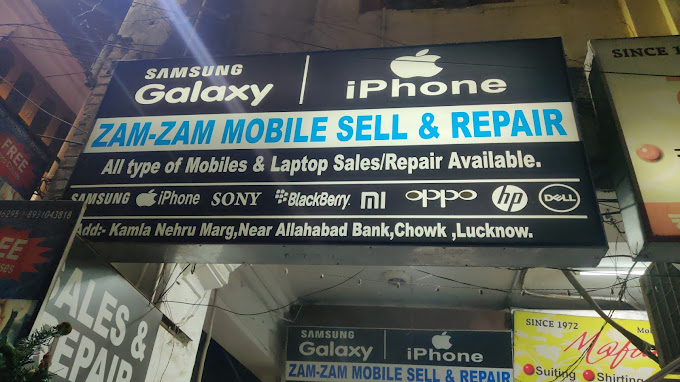 SAMSUNG
Galaxy
iPhone
ZAM-ZAM MOBILE SELL & REPAIR
All type of Mobiles & Laptop Sales/Repair Available.
SAMSUNG iPhone SONY BlackBerry MI oppo hp DELL
Add:- Kamla Nehru Marg,Near Allahabad Bank,Chowk ,Lucknow.
SINCE
FREE
SALES &
REPAIR
SAMSUNG
Galaxy
iPhone
ZAM-ZAM MOBILE SELL & REPAIR
SINCE 1972
Suiting Shirting